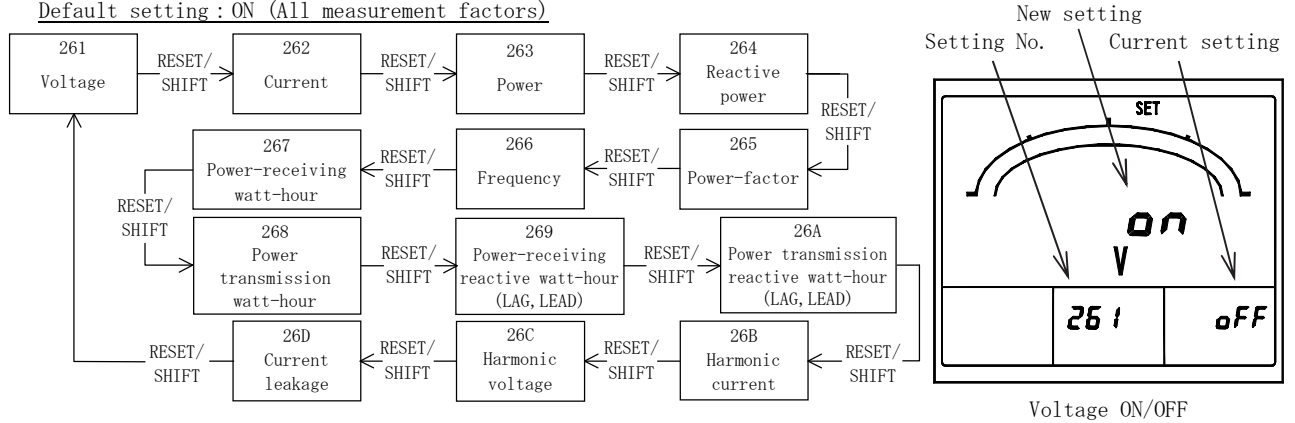 Default setting : ON (All measurement factors)
261
Voltage
RESET/
SHIFT
262
Current
RESET/
SHIFT
263
Power
RESET/
SHIFT
264
Reactive
power
RESET/
SHIFT
265
Power-factor
RESET/
SHIFT
266
Frequency
RESET/
SHIFT
267
Power-receiving
watt-hour
RESET/
SHIFT
268
Power
transmission
watt-hour
RESET/
SHIFT
269
Power-receiving
reactive watt-hour
(LAG, LEAD)
RESET/
SHIFT
26A
Power transmission
reactive watt-hour
(LAG, LEAD)
RESET/
SHIFT
26B
Harmonic
current
RESET/
SHIFT
26C
Harmonic
voltage
RESET/
SHIFT
26D
Current
leakage
RESET/
SHIFT
New setting
Setting No.
Current setting
SET
on
V
261
oFF
Voltage ON/OFF